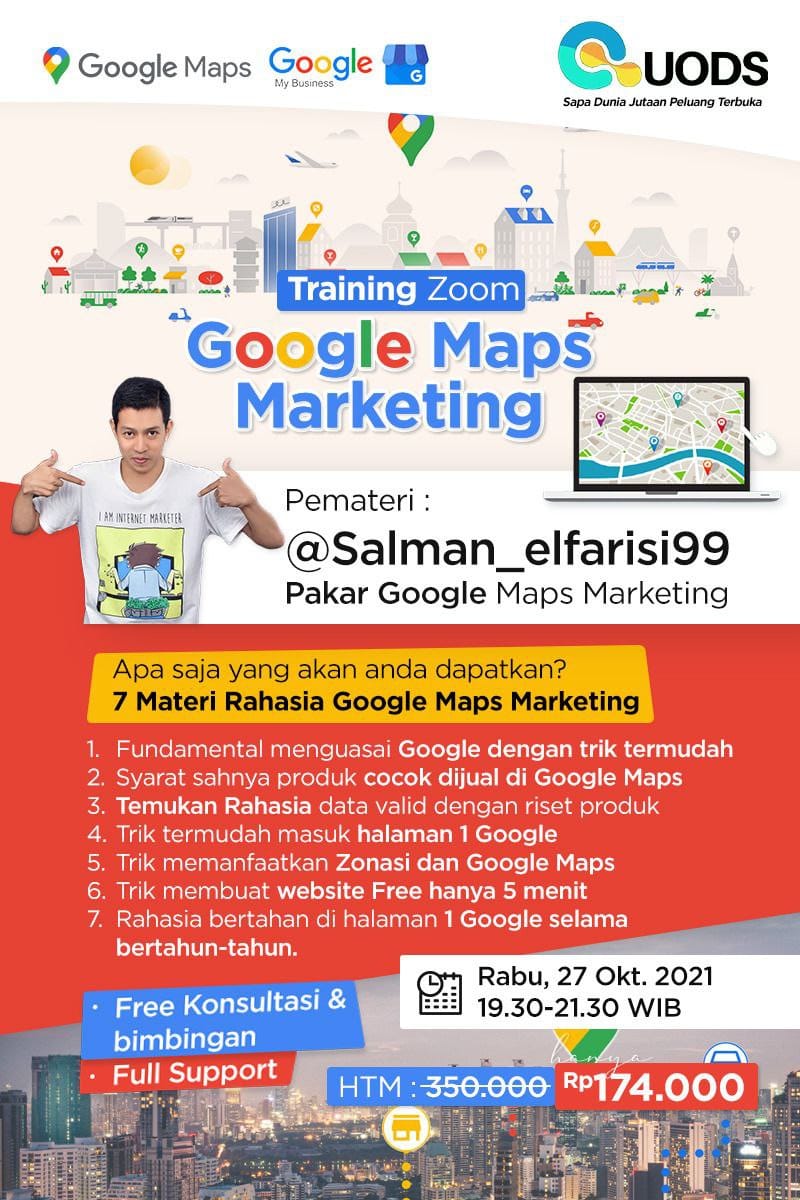 Google Maps
Google
My Business
G
QUODS
Sapa Dunia Jutaan Peluang Terbuka
Training Zoom
Google Maps
Marketing
I AM INTERNET MARKETER
Pemateri :
@Salman_elfarisi99
Pakar Google Maps Marketing
Apa saja yang akan anda dapatkan?
7 Materi Rahasia Google Maps Marketing
1. Fundamental menguasai Google dengan trik termudah
2. Syarat sahnya produk cocok dijual di Google Maps
3. Temukan Rahasia data valid dengan riset produk
4. Trik termudah masuk halaman 1 Google
5. Trik memanfaatkan Zonasi dan Google Maps
6. Trik membuat website Free hanya 5 menit
7. Rahasia bertahan di halaman 1 Google selama
bertahun-tahun.
Rabu, 27 Okt. 2021
19.30-21.30 WIB
· Free Konsultasi &
bimbingan
· Full Support
hanya
HTM : 350.000 Rp174.000